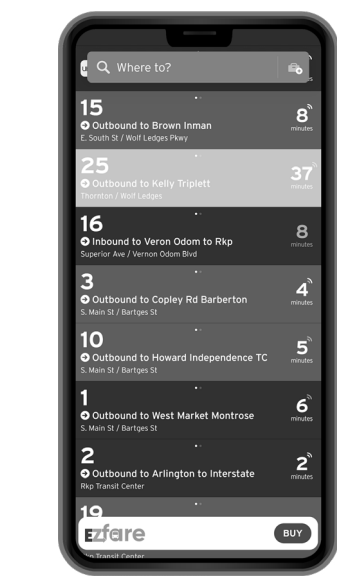 Where to?
15
Outbound to Brown Inman
E. South St / Wolf Ledges Pkwy
8
minutes
25
Outbound to Kelly Triplett
Thornton / Wolf Ledges
37
minutes
16
Inbound to Veron Odom to Rkp
Superior Ave / Vernon Odom Blvd
8
minutes
3
Outbound to Copley Rd Barberton
S. Main St / Bartges St
4
minutes
10
Outbound to Howard Independence TC
S. Main St / Bartges St
5
minutes
1
Outbound to West Market Montrose
S. Main St / Bartges St
6
minutes
2
Outbound to Arlington to Interstate
Rkp Transit Center
2
minutes
19
EZfare
BUY
Rkp Transit Center